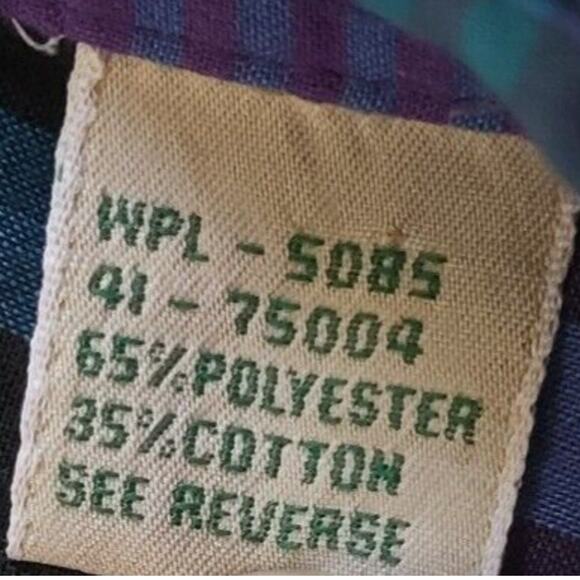 WPL - 5085
41 - 75004
65%POLYESTER
35%COTTON
SEE REVERSE